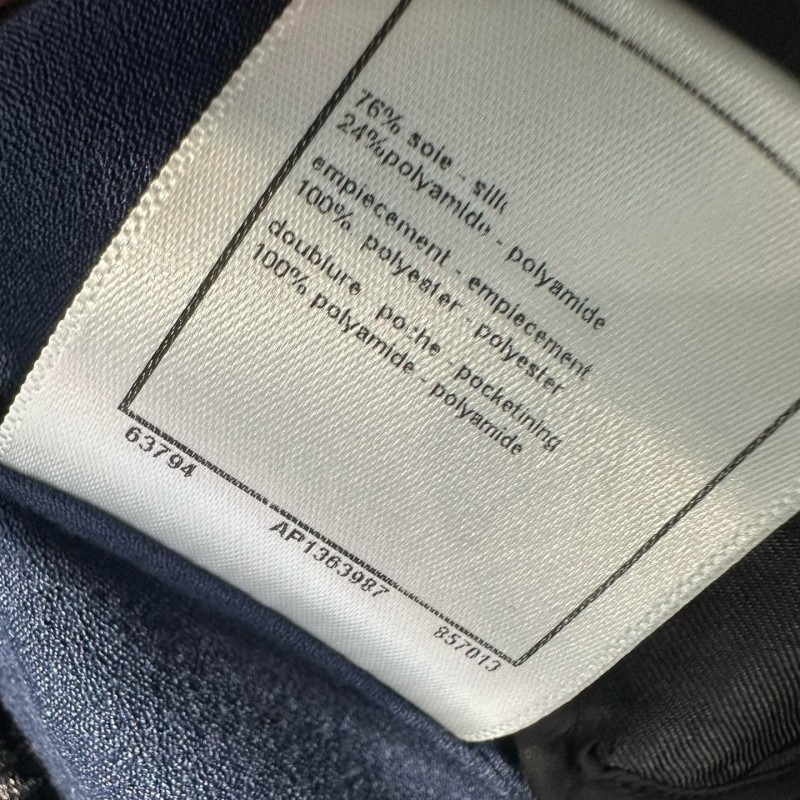 76% soie - silk
24%polyamide - polyamide
empiecement - empiecement
100% polyester - polyester
doublure poche - pocketining
100% polyamide - polyamide
63794
AP1363987
857013